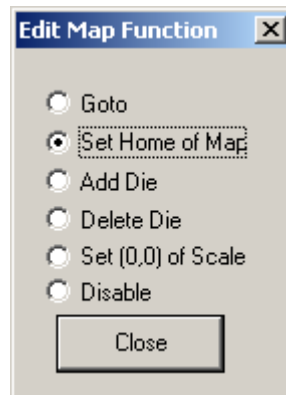 Edit Map Function
Goto
Set Home of Map
Add Die
Delete Die
Set (0,0) of Scale
Disable
Close